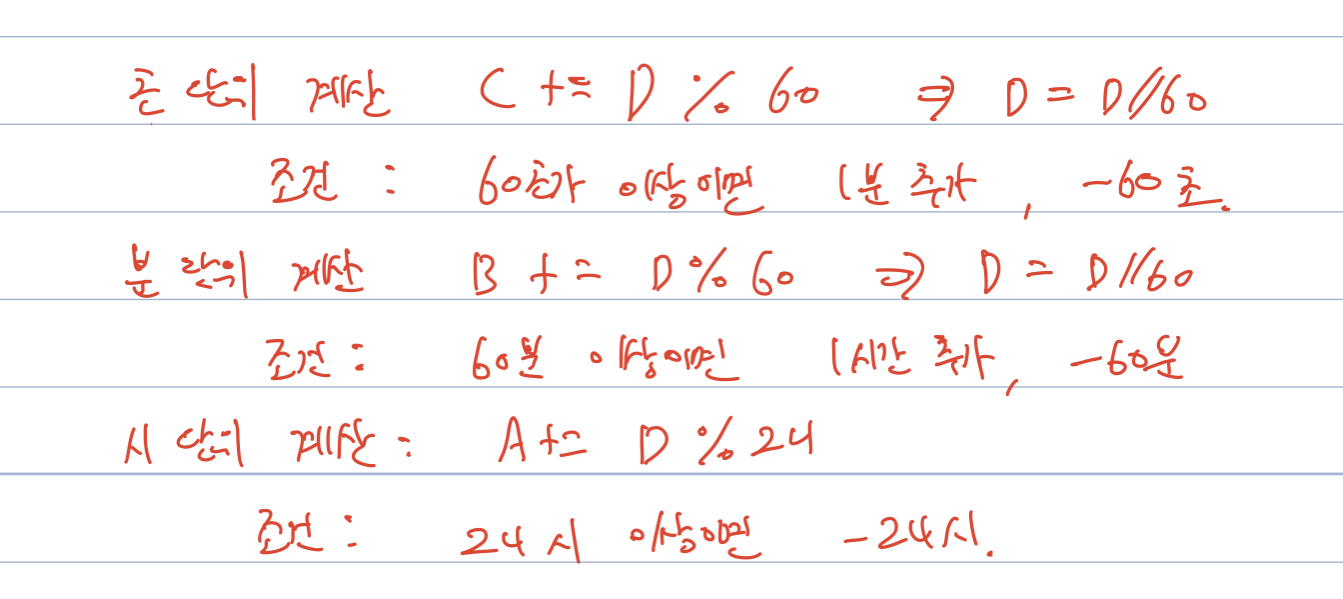 초 단위 계산 C += D % 60 ⇒ D = D//60
조건 : 60초가 이상이면 1분 추가, -60초.
분 단위 계산 B += D % 60 ⇒ D = D//60
조건 : 60분 이상이면 1시간 추가, -60분
시 단위 계산 : A += D % 24
조건 : 24시 이상이면 -24시.